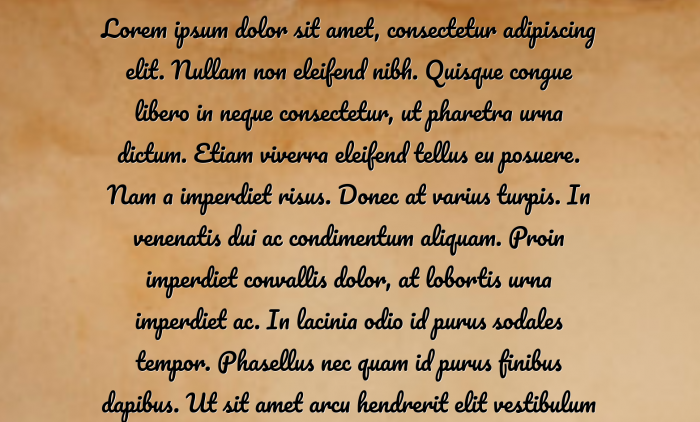 Lorem ipsum dolor sit amet, consectetur adipiscing
elit. Nullam non eleifend nibh. Quisque congue
libero in neque consectetur, ut pharetra urna
dictum. Etiam viverra eleifend tellus eu posuere.
Nam a imperdiet risus. Donec at varius turpis. In
venenatis dui ac condimentum aliquam. Proin
imperdiet convallis dolor, at lobortis urna
imperdiet ac. In lacinia odio id purus sodales
tempor. Phasellus nec quam id purus finibus
dapibus. Ut sit amet arcu hendrerit elit vestibulum